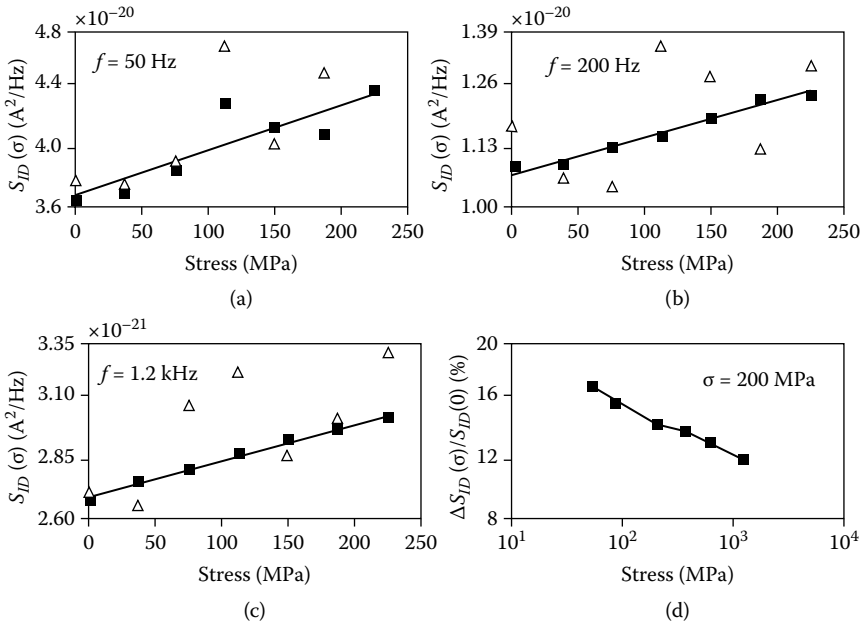 ×10⁻²⁰
4.8
4.4
4.0
3.6
S_ID (σ) (A²/Hz)
f = 50 Hz
0 50 100 150 200 250
Stress (MPa)
(a)
×10⁻²⁰
1.39
1.26
1.13
1.00
S_ID (σ) (A²/Hz)
f = 200 Hz
0 50 100 150 200 250
Stress (MPa)
(b)
×10⁻²¹
3.35
3.10
2.85
2.60
S_ID (σ) (A²/Hz)
f = 1.2 kHz
0 50 100 150 200 250
Stress (MPa)
(c)
20
16
12
8
ΔS_ID(σ)/S_ID(0) (%)
σ = 200 MPa
10¹ 10² 10³ 10⁴
Stress (MPa)
(d)